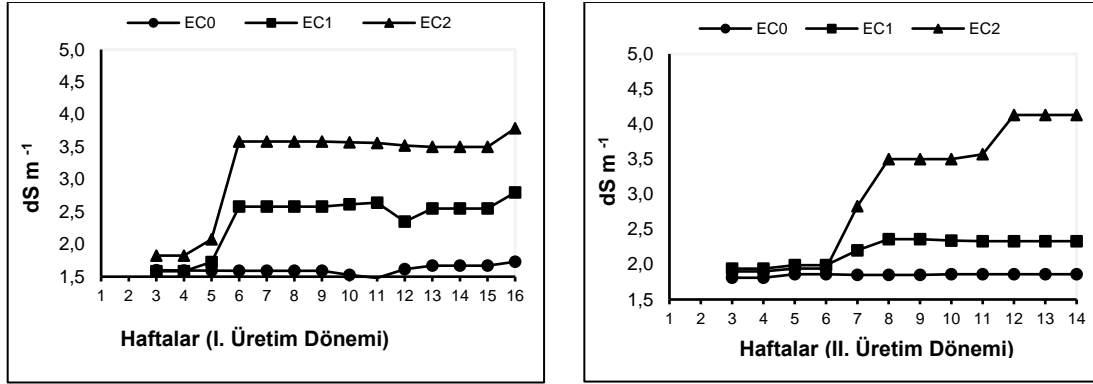 EC0 EC1 EC2
5,0
4,5
4,0
3,5
3,0
2,5
2,0
1,5
dS m -1
1 2 3 4 5 6 7 8 9 10 11 12 13 14 15 16
Haftalar (I. Üretim Dönemi)
EC0 EC1 EC2
5,0
4,5
4,0
3,5
3,0
2,5
2,0
1,5
dS m -1
1 2 3 4 5 6 7 8 9 10 11 12 13 14
Haftalar (II. Üretim Dönemi)